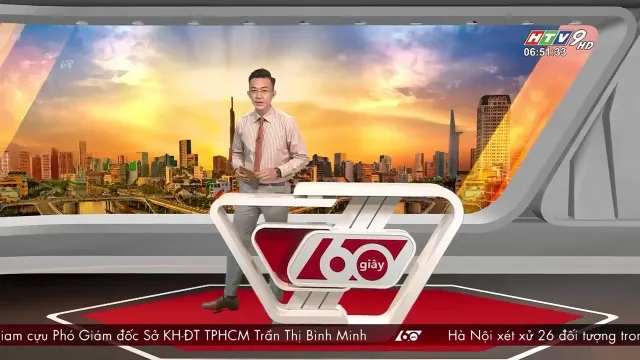 HTV9
HD
06:51:33
60
giây
iam cựu Phó Giám đốc Sở KH-ĐT TPHCM Trần Thị Bình Minh
60
Hà Nội xét xử 26 đối tượng tron